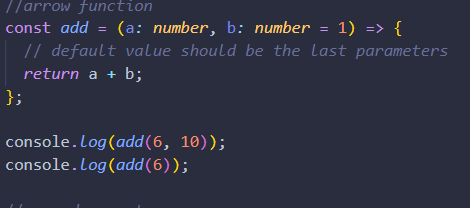 //arrow function
const add = (a: number, b: number = 1) => {
  // default value should be the last parameters
  return a + b;
};

console.log(add(6, 10));
console.log(add(6));